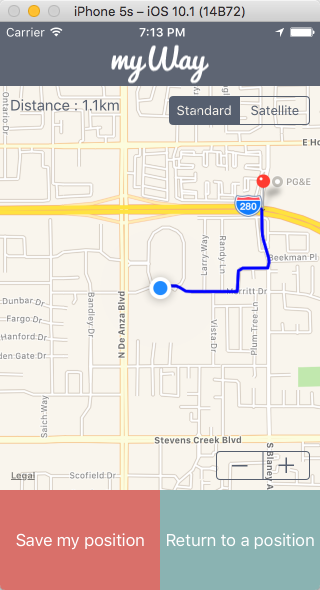 iPhone 5s – iOS 10.1 (14B72)
Carrier 7:13 PM
myWay
Distance : 1.1km
Standard Satellite
Ontario Dr
E Ho
PG&E
280
Larry Way
Randy Ln
Beekman Pl
Merritt Dr
Dunbar Dr
Fargo Dr
Hanford Dr
den Gate Dr
Bandley Dr
N De Anza Blvd
Vista Dr
Plum Tree Ln
Saich Way
Stevens Creek Blvd
S Blaney A
Legal
Scofield Dr
− +
Save my position
Return to a position